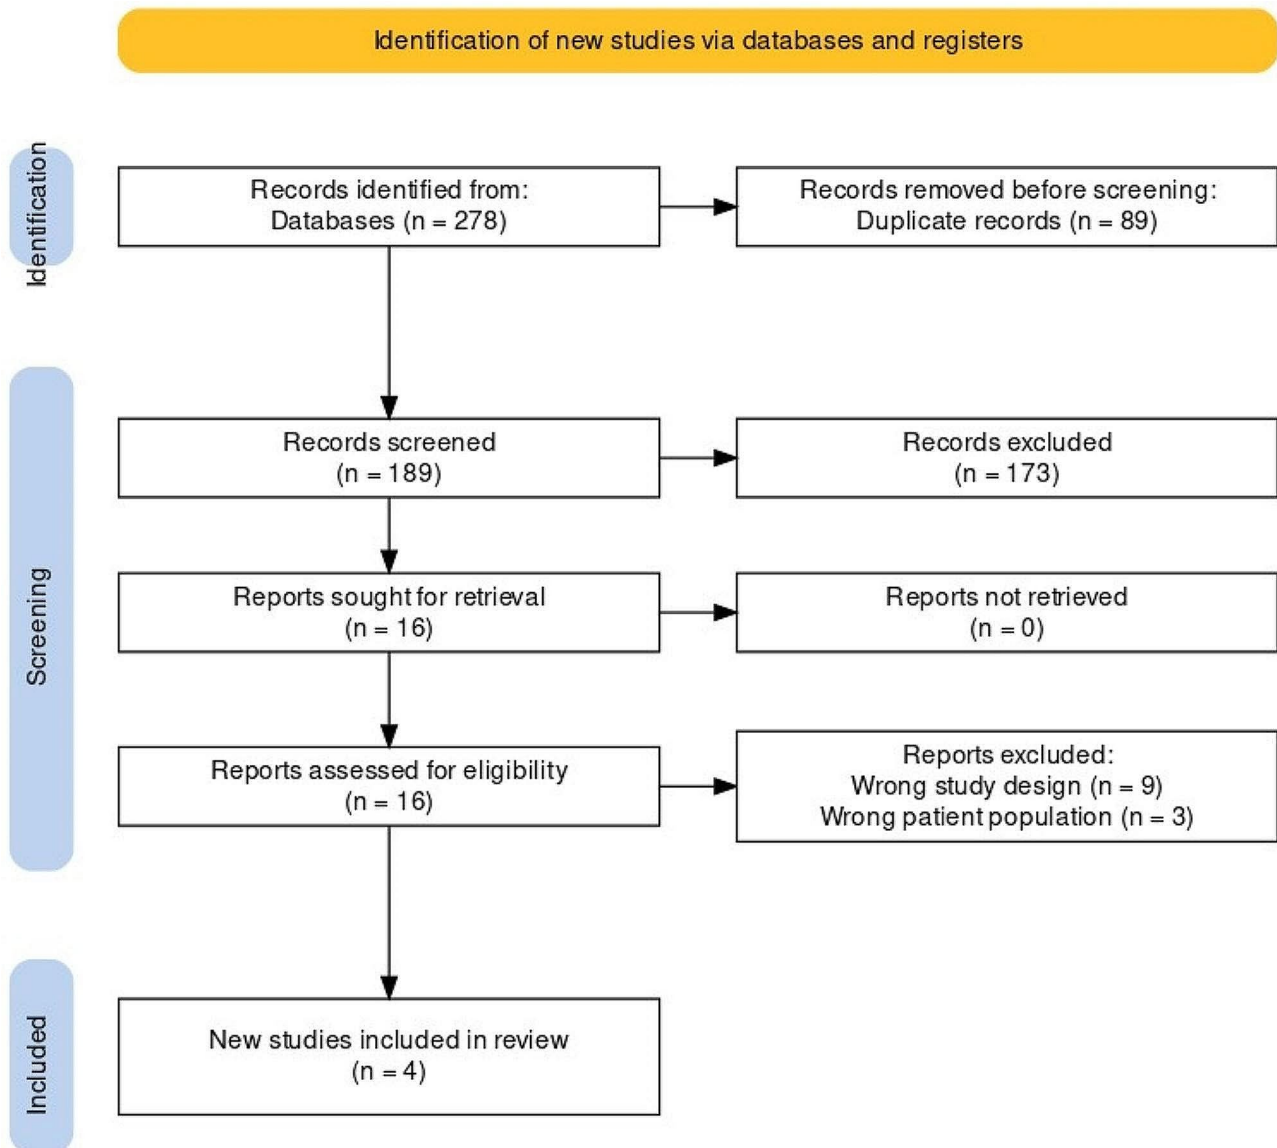 Identification of new studies via databases and registers
Identification
Records identified from:
Databases (n = 278)
Records removed before screening:
Duplicate records (n = 89)
Screening
Records screened
(n = 189)
Records excluded
(n = 173)
Reports sought for retrieval
(n = 16)
Reports not retrieved
(n = 0)
Reports assessed for eligibility
(n = 16)
Reports excluded:
Wrong study design (n = 9)
Wrong patient population (n = 3)
Included
New studies included in review
(n = 4)